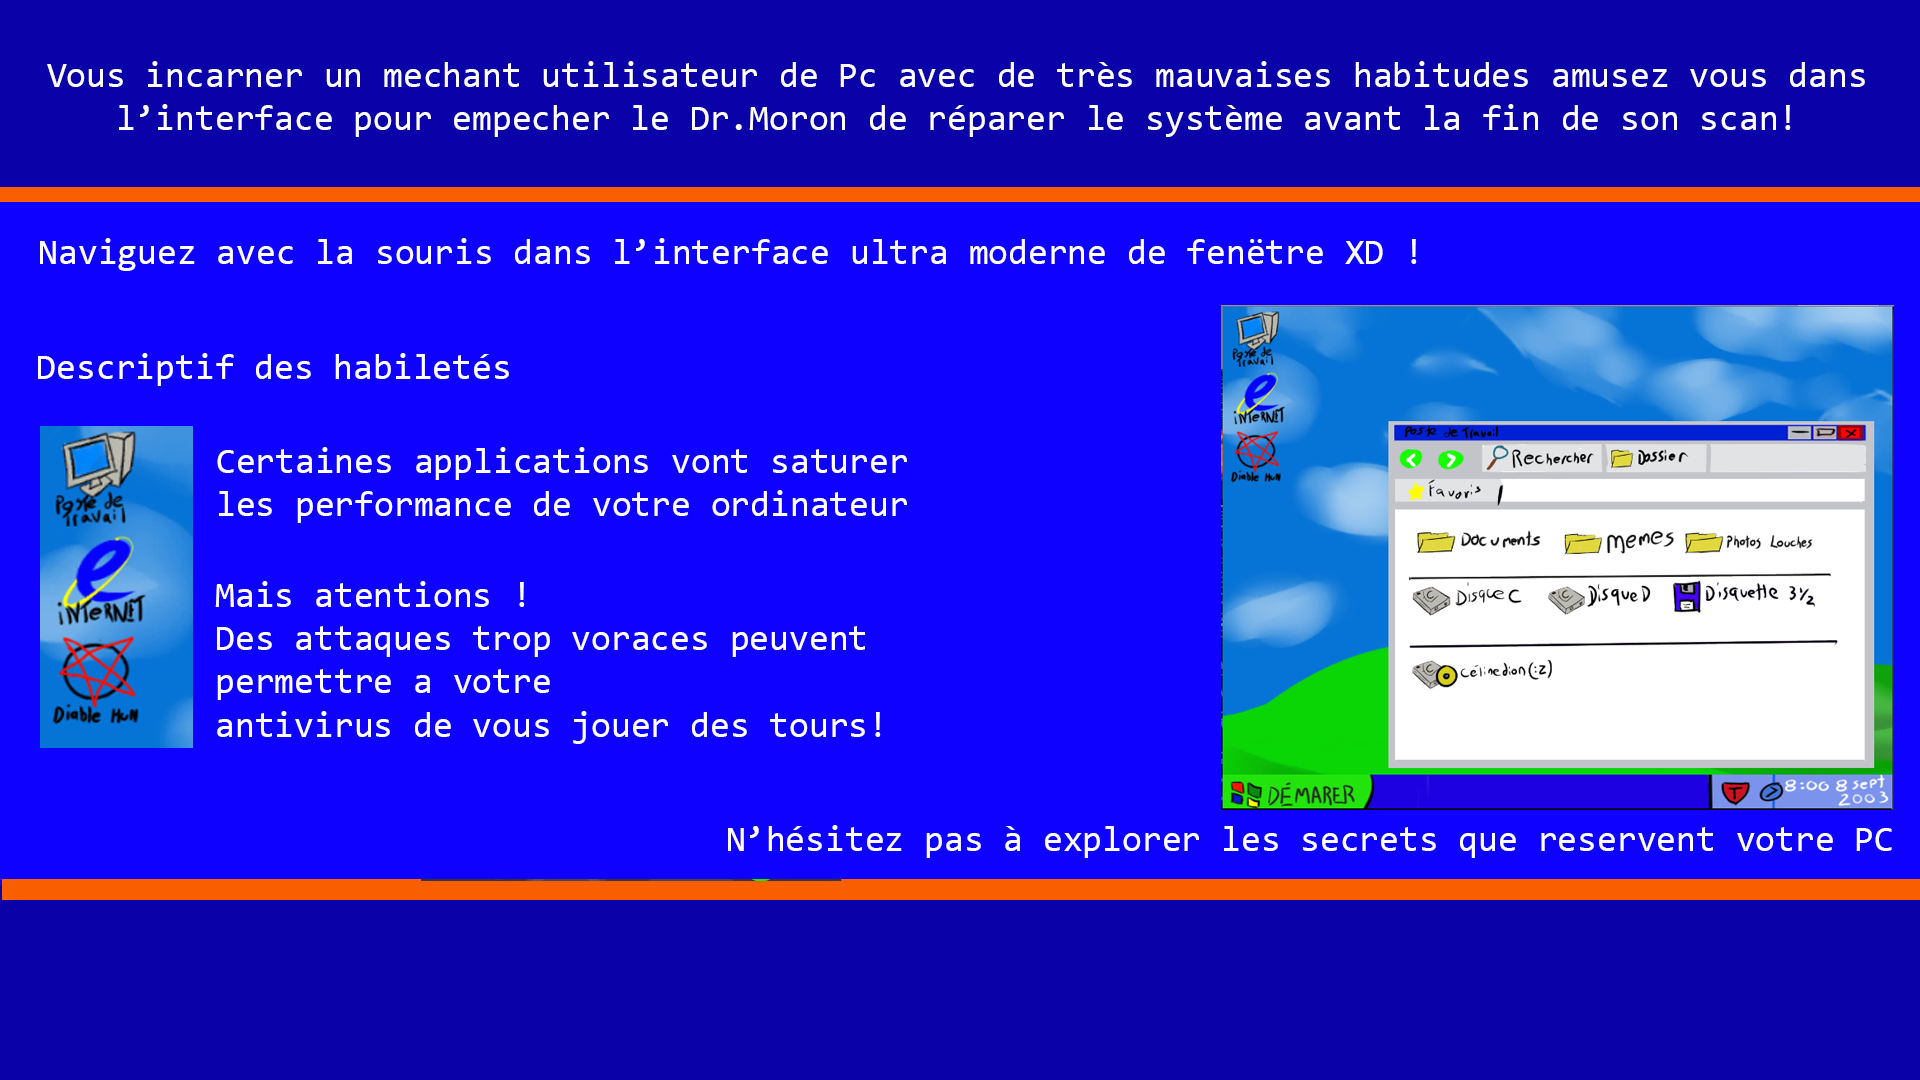 Vous incarner un mechant utilisateur de Pc avec de très mauvaises habitudes amusez vous dans
l’interface pour empecher le Dr.Moron de réparer le système avant la fin de son scan!
Naviguez avec la souris dans l’interface ultra moderne de fenëtre XD !
Descriptif des habiletés
Poste de
Travail
iNTeRNET
Diable HuN
Certaines applications vont saturer
les performance de votre ordinateur
Mais atentions !
Des attaques trop voraces peuvent
permettre a votre
antivirus de vous jouer des tours!
Poste de
Travail
iNTeRNET
Diable HuN
Poste de Travail
Rechercher
Dossier
Favoris
Documents
memes
Photos Louches
Disque C
Disque D
Disquette 3½
célinedion(:Z)
DÉMARER
8:00 8 sept
2003
N’hésitez pas à explorer les secrets que reservent votre PC